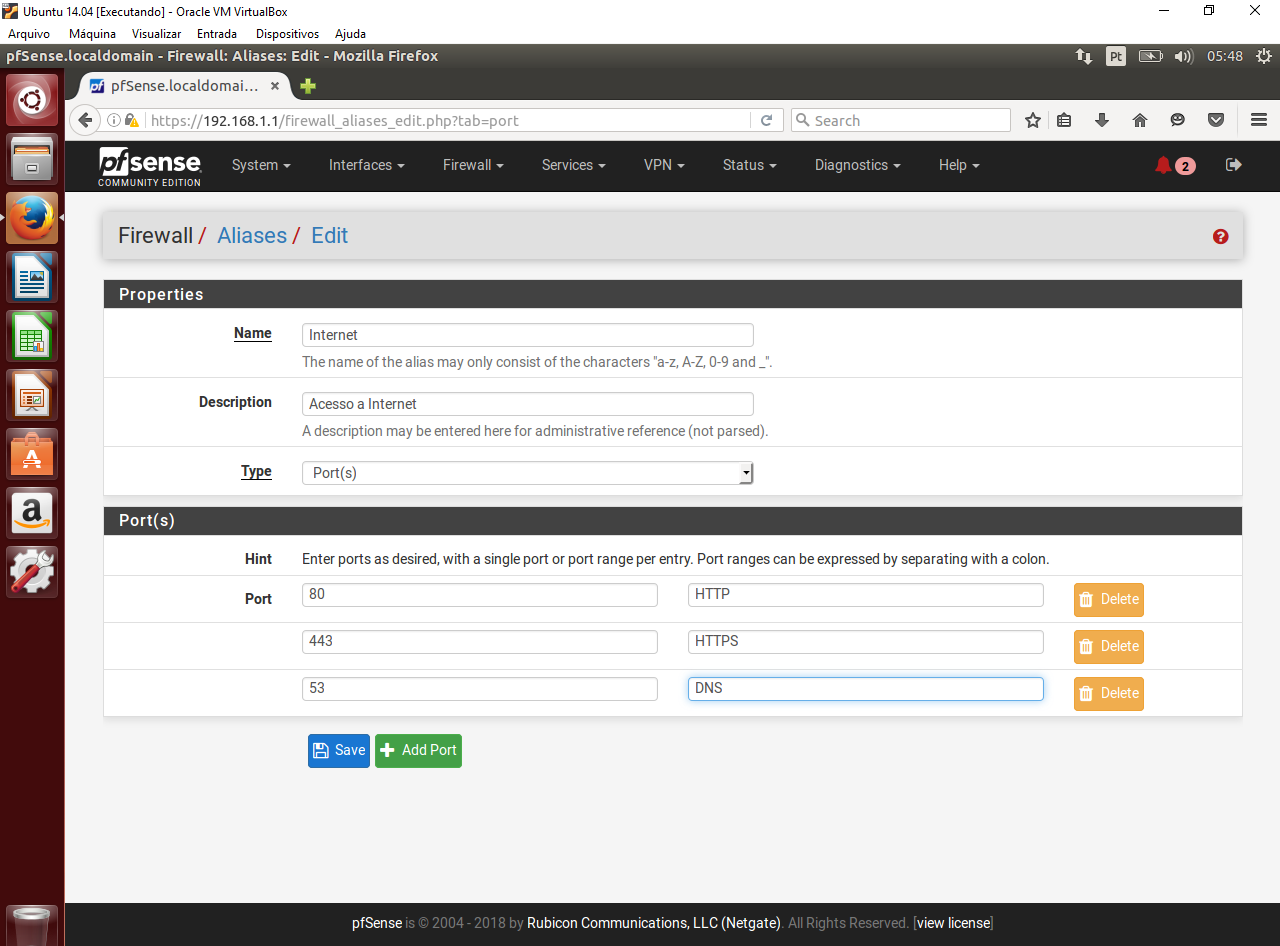 Ubuntu 14.04 [Executando] - Oracle VM VirtualBox
Arquivo Máquina Visualizar Entrada Dispositivos Ajuda
pfSense.localdomain - Firewall: Aliases: Edit - Mozilla Firefox
Pt 05:48
pfSense.localdomai...
https://192.168.1.1/firewall_aliases_edit.php?tab=port
Search
pfsense
COMMUNITY EDITION
System Interfaces Firewall Services VPN Status Diagnostics Help 2
Firewall / Aliases / Edit
Properties
Name Internet
The name of the alias may only consist of the characters "a-z, A-Z, 0-9 and _".
Description Acesso a Internet
A description may be entered here for administrative reference (not parsed).
Type Port(s)
Port(s)
Hint Enter ports as desired, with a single port or port range per entry. Port ranges can be expressed by separating with a colon.
Port 80 HTTP Delete
443 HTTPS Delete
53 DNS Delete
Save Add Port
pfSense is © 2004 - 2018 by Rubicon Communications, LLC (Netgate). All Rights Reserved. [view license]